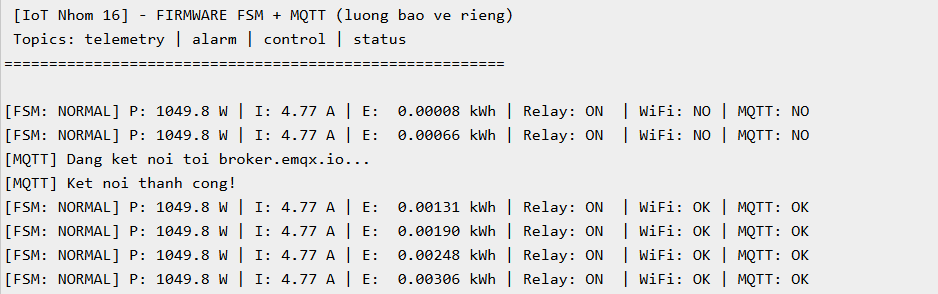 [IoT Nhom 16] - FIRMWARE FSM + MQTT (luong bao ve rieng)
Topics: telemetry | alarm | control | status
========================================================
[FSM: NORMAL] P: 1049.8 W | I: 4.77 A | E:  0.00008 kWh | Relay: ON  | WiFi: NO | MQTT: NO
[FSM: NORMAL] P: 1049.8 W | I: 4.77 A | E:  0.00066 kWh | Relay: ON  | WiFi: NO | MQTT: NO
[MQTT] Dang ket noi toi broker.emqx.io...
[MQTT] Ket noi thanh cong!
[FSM: NORMAL] P: 1049.8 W | I: 4.77 A | E:  0.00131 kWh | Relay: ON  | WiFi: OK | MQTT: OK
[FSM: NORMAL] P: 1049.8 W | I: 4.77 A | E:  0.00190 kWh | Relay: ON  | WiFi: OK | MQTT: OK
[FSM: NORMAL] P: 1049.8 W | I: 4.77 A | E:  0.00248 kWh | Relay: ON  | WiFi: OK | MQTT: OK
[FSM: NORMAL] P: 1049.8 W | I: 4.77 A | E:  0.00306 kWh | Relay: ON  | WiFi: OK | MQTT: OK